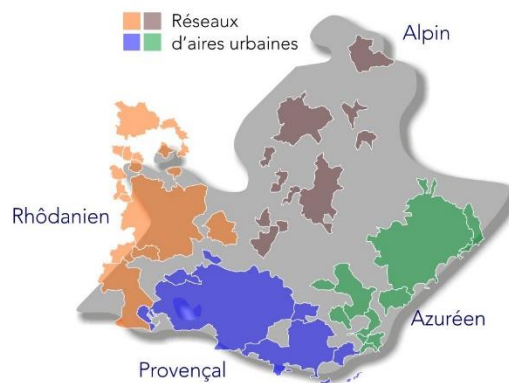 Réseaux
d'aires urbaines
Alpin
Rhôdanien
Azuréen
Provençal